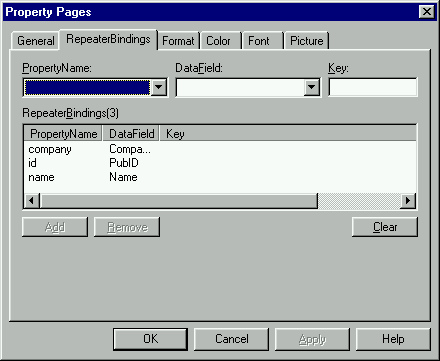 Property Pages
General RepeaterBindings Format Color Font Picture
PropertyName: DataField: Key:
RepeaterBindings(3)
PropertyName DataField Key
company Compa...
id PubID
name Name
Add Remove Clear
OK Cancel Apply Help